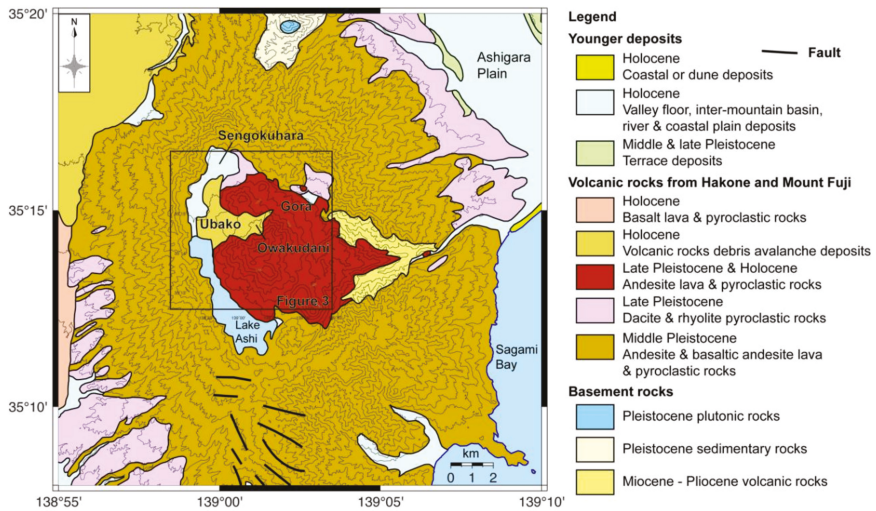 35°20'
35°15'
35°10'
138°55'
139°00'
139°05'
139°10'
N
Ashigara
Plain
Sengokuhara
Gora
Ubako
Owakudani
Figure 3
Lake
Ashi
Sagami
Bay
km
0 1 2
Legend
Younger deposits
Fault
Holocene
Coastal or dune deposits
Holocene
Valley floor, inter-mountain basin,
river & coastal plain deposits
Middle & late Pleistocene
Terrace deposits
Volcanic rocks from Hakone and Mount Fuji
Holocene
Basalt lava & pyroclastic rocks
Holocene
Volcanic rocks debris avalanche deposits
Late Pleistocene & Holocene
Andesite lava & pyroclastic rocks
Late Pleistocene
Dacite & rhyolite pyroclastic rocks
Middle Pleistocene
Andesite & basaltic andesite lava
& pyroclastic rocks
Basement rocks
Pleistocene plutonic rocks
Pleistocene sedimentary rocks
Miocene - Pliocene volcanic rocks